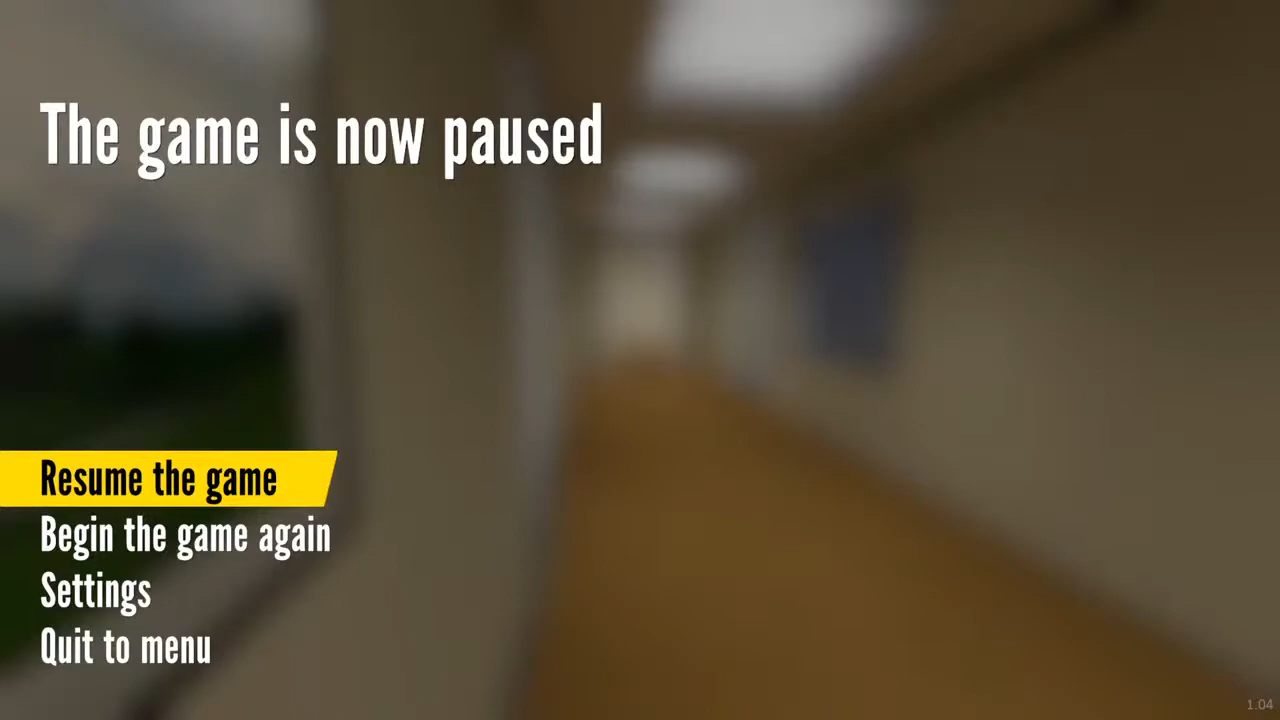 The game is now paused
Resume the game
Begin the game again
Settings
Quit to menu
1.04